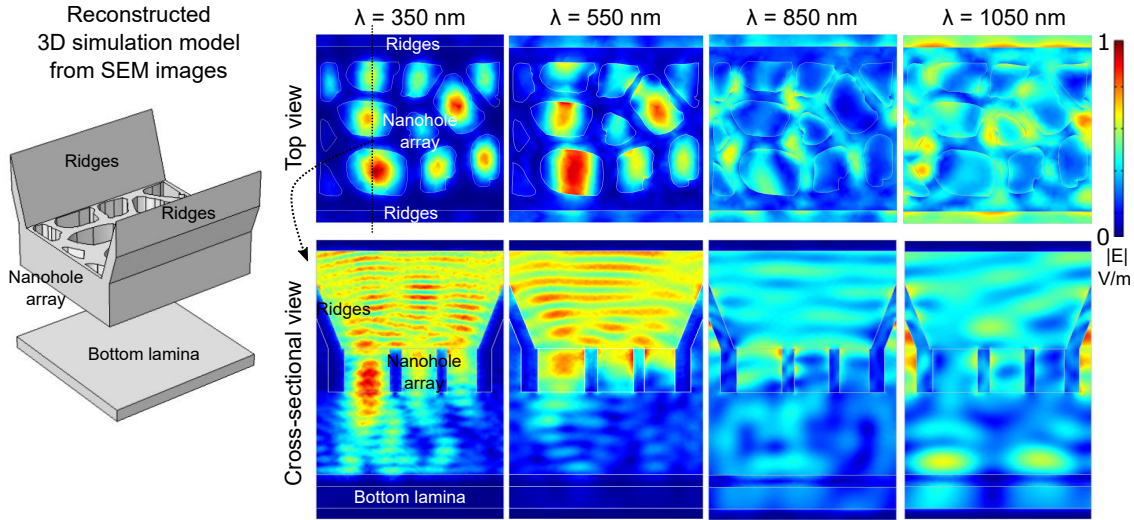 Reconstructed
3D simulation model
from SEM images
Ridges
Ridges
Nanohole
array
Bottom lamina
λ = 350 nm
λ = 550 nm
λ = 850 nm
λ = 1050 nm
Top view
Ridges
Nanohole
array
Ridges
1
0
|E|
V/m
Cross-sectional view
Ridges
Nanohole
array
Bottom lamina